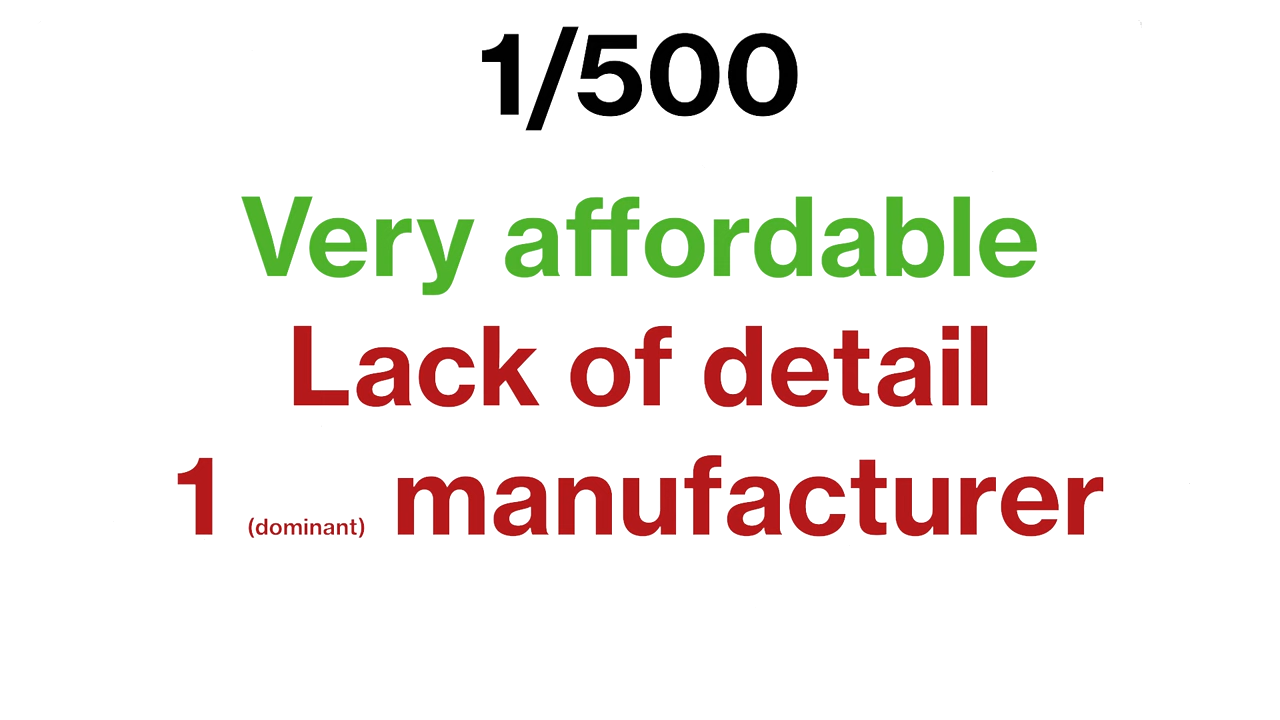 1/500
Very affordable
Lack of detail
1 (dominant) manufacturer